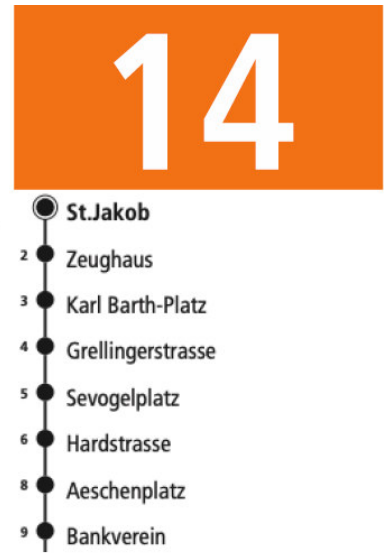 14
St.Jakob
2 Zeughaus
3 Karl Barth-Platz
4 Grellingerstrasse
5 Sevogelplatz
6 Hardstrasse
8 Aeschenplatz
9 Bankverein